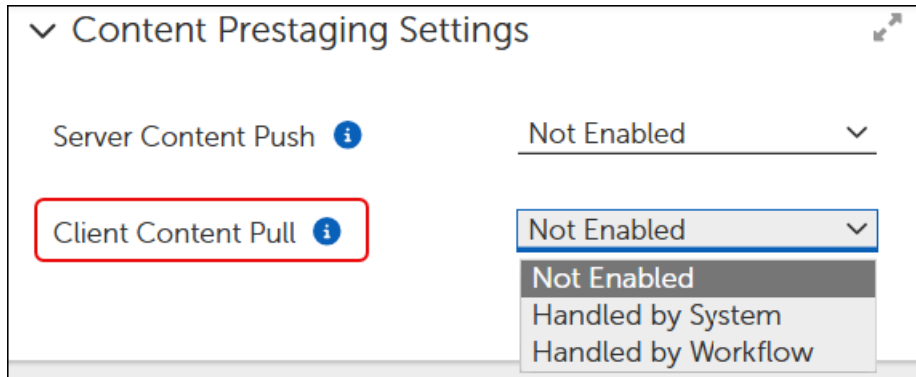 Content Prestaging Settings
Server Content Push Not Enabled
Client Content Pull Not Enabled
Not Enabled
Handled by System
Handled by Workflow